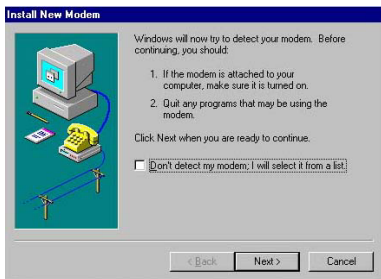 Install New Modem
Windows will now try to detect your modem. Before
continuing, you should:
1. If the modem is attached to your
computer, make sure it is turned on.
2. Quit any programs that may be using the
modem.
Click Next when you are ready to continue.
Don't detect my modem; I will select it from a list.
< Back
Next >
Cancel